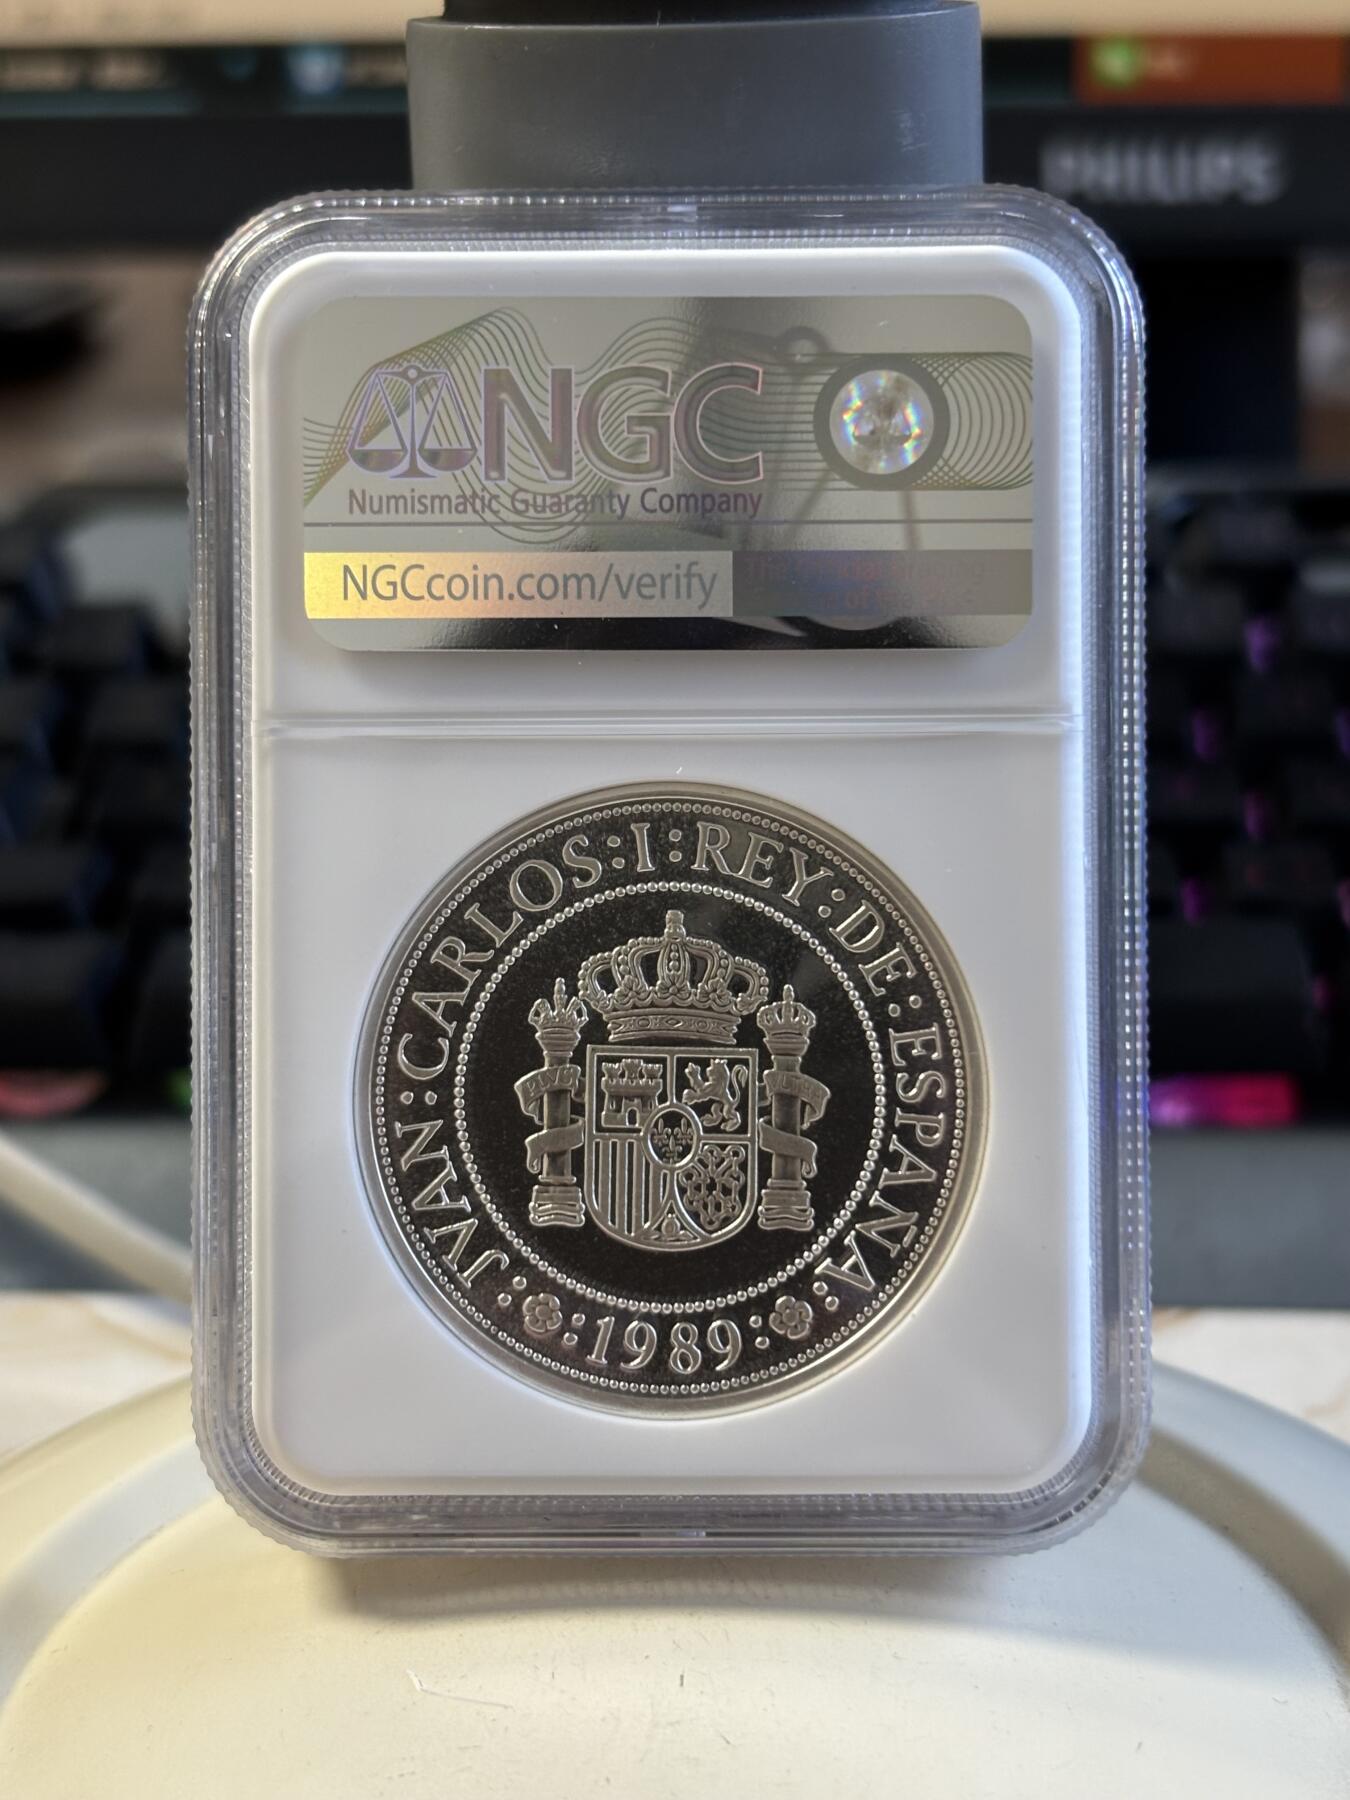 PHILIPS
NGC
Numismatic Guaranty Company
NGCcoin.com/verify
JVAN:CARLOS:I:REY:DE:ESPANA:
:1989: